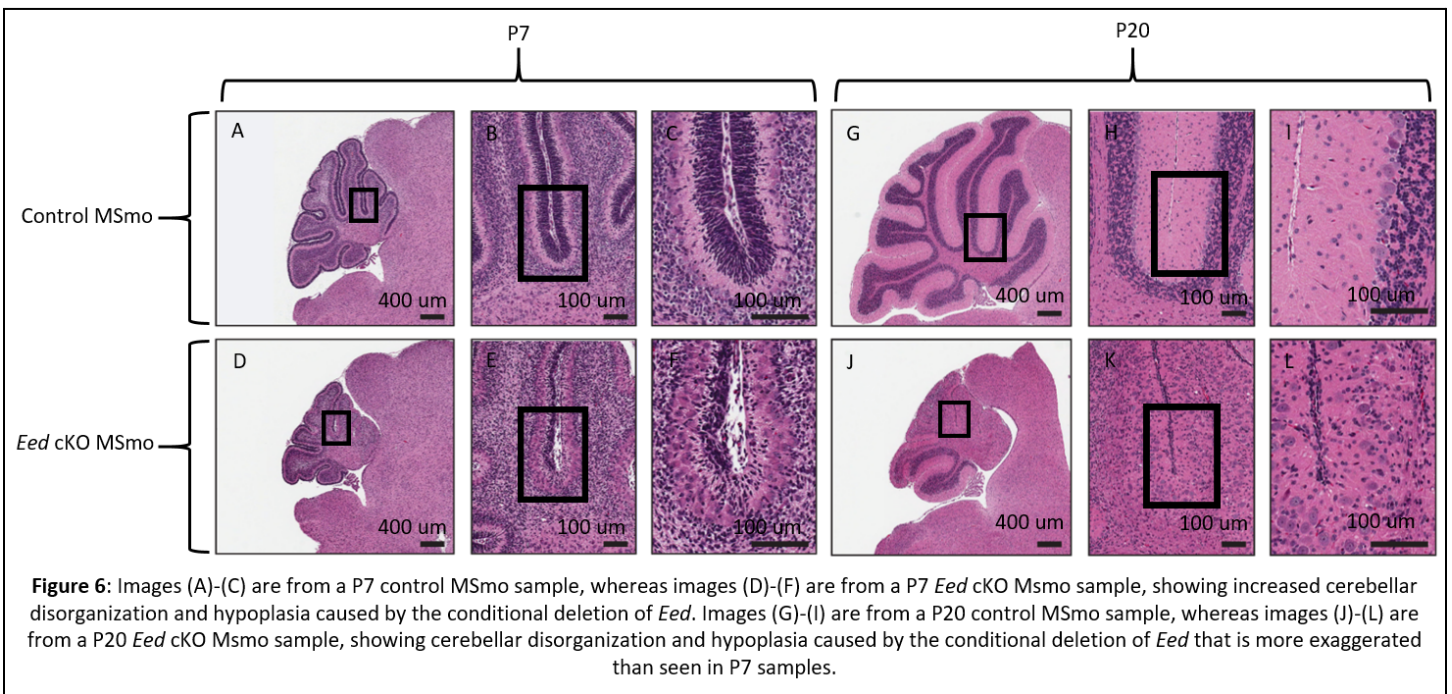 P7
P20
Control MSmo
A
B
C
G
H
I
400 um
100 um
100 um
400 um
100 um
100 um
Eed cKO MSmo
D
E
F
J
K
L
400 um
100 um
100 um
400 um
100 um
100 um
Figure 6: Images (A)-(C) are from a P7 control MSmo sample, whereas images (D)-(F) are from a P7 Eed cKO Msmo sample, showing increased cerebellar
disorganization and hypoplasia caused by the conditional deletion of Eed. Images (G)-(I) are from a P20 control MSmo sample, whereas images (J)-(L) are
from a P20 Eed cKO Msmo sample, showing cerebellar disorganization and hypoplasia caused by the conditional deletion of Eed that is more exaggerated
than seen in P7 samples.